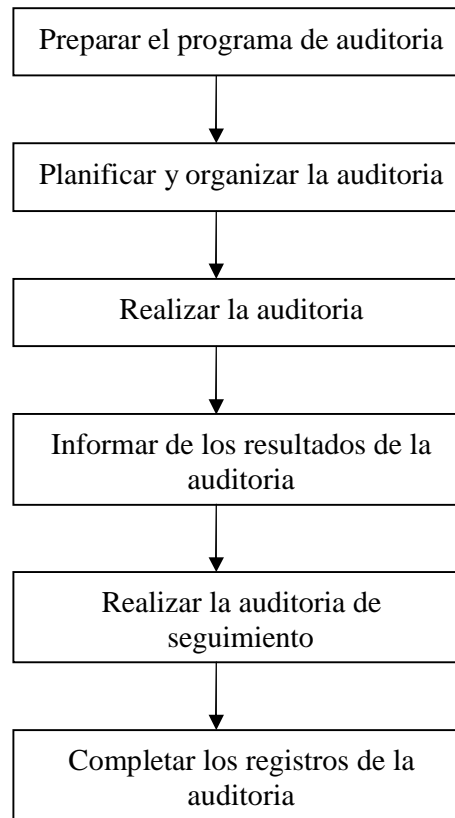 Preparar el programa de auditoria
Planificar y organizar la auditoria
Realizar la auditoria
Informar de los resultados de la
auditoria
Realizar la auditoria de
seguimiento
Completar los registros de la
auditoria